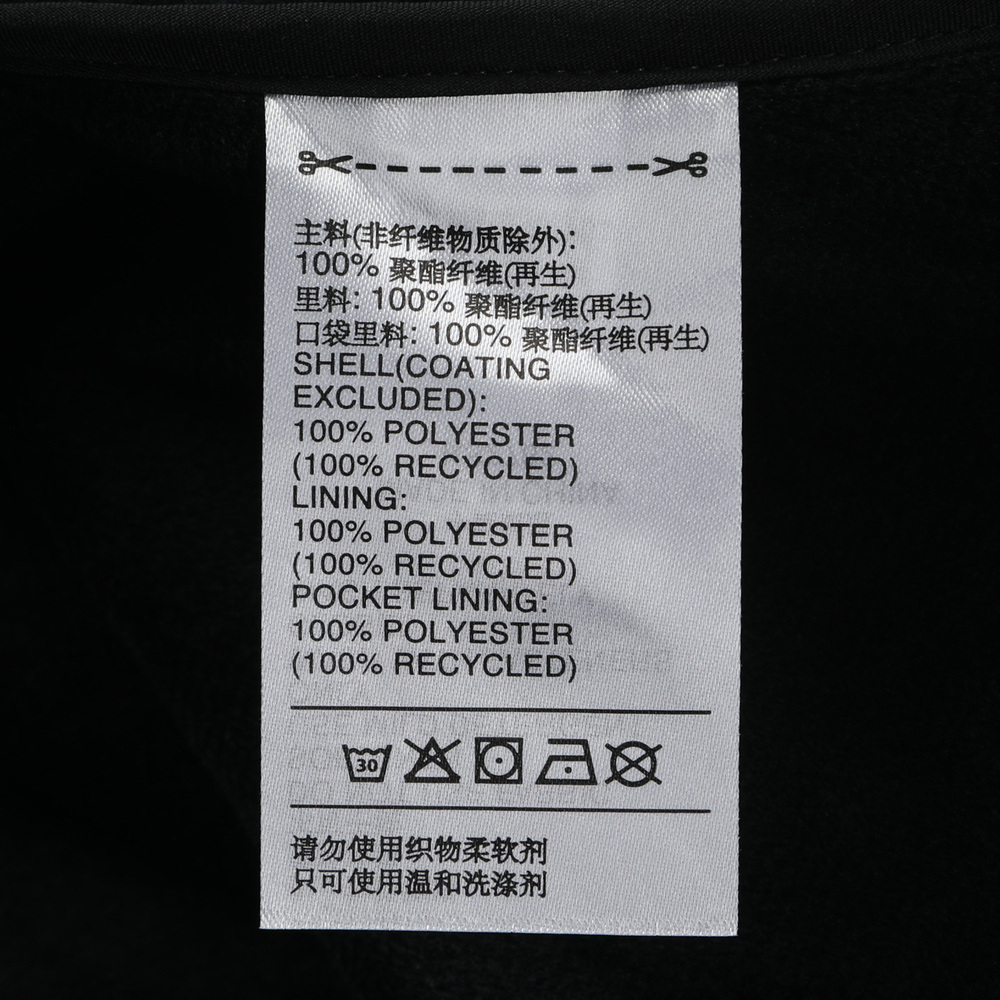 主料(非纤维物质除外):
100% 聚酯纤维(再生)
里料: 100% 聚酯纤维(再生)
口袋里料: 100% 聚酯纤维(再生)
SHELL(COATING
EXCLUDED):
100% POLYESTER
(100% RECYCLED)
LINING:
100% POLYESTER
(100% RECYCLED)
POCKET LINING:
100% POLYESTER
(100% RECYCLED)
30
请勿使用织物柔软剂
只可使用温和洗涤剂